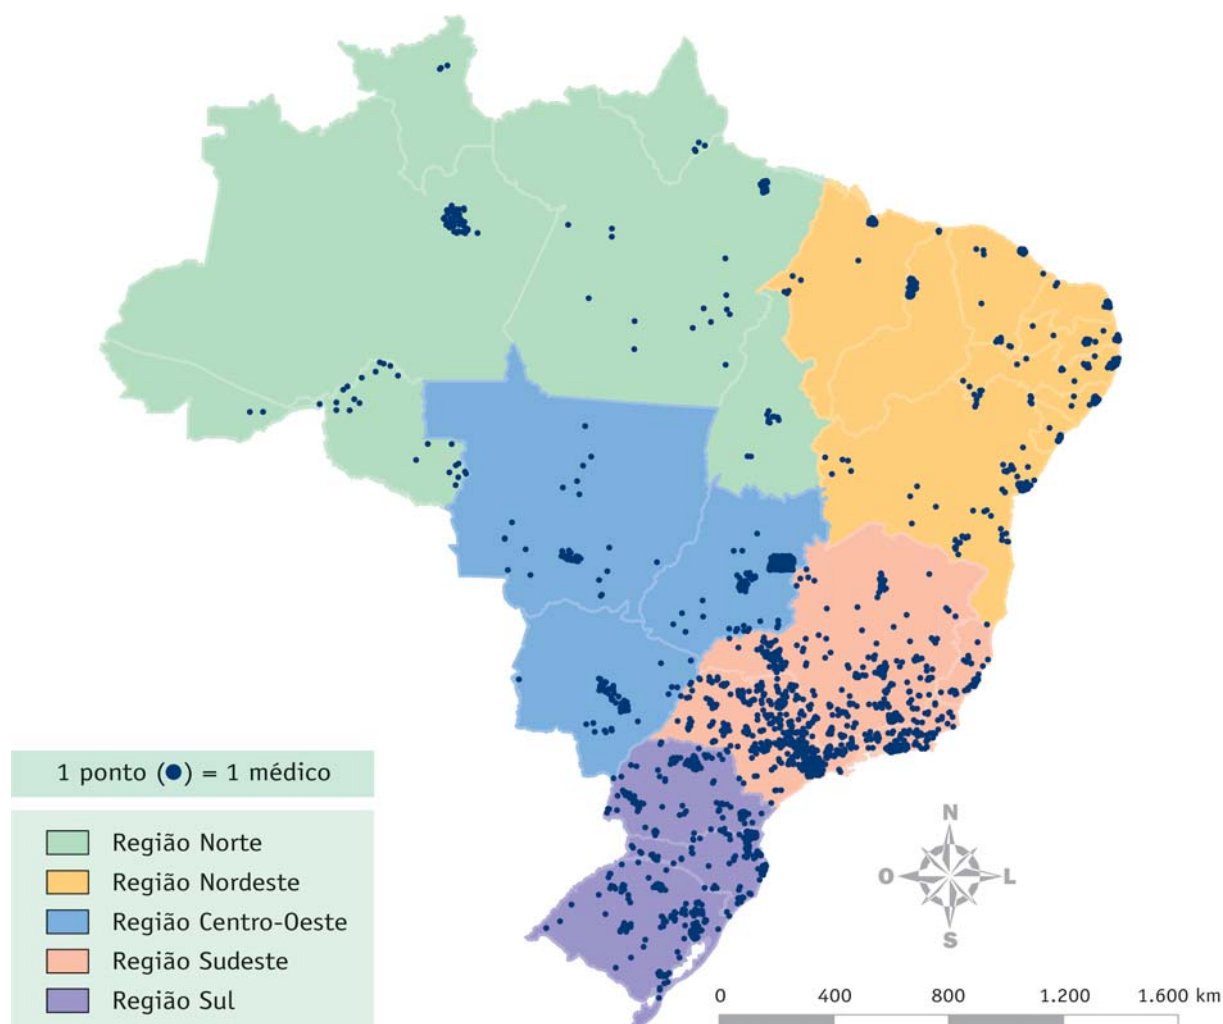 1 ponto (●) = 1 médico
Região Norte
Região Nordeste
Região Centro-Oeste
Região Sudeste
Região Sul
N
O L
S
0 400 800 1.200 1.600 km